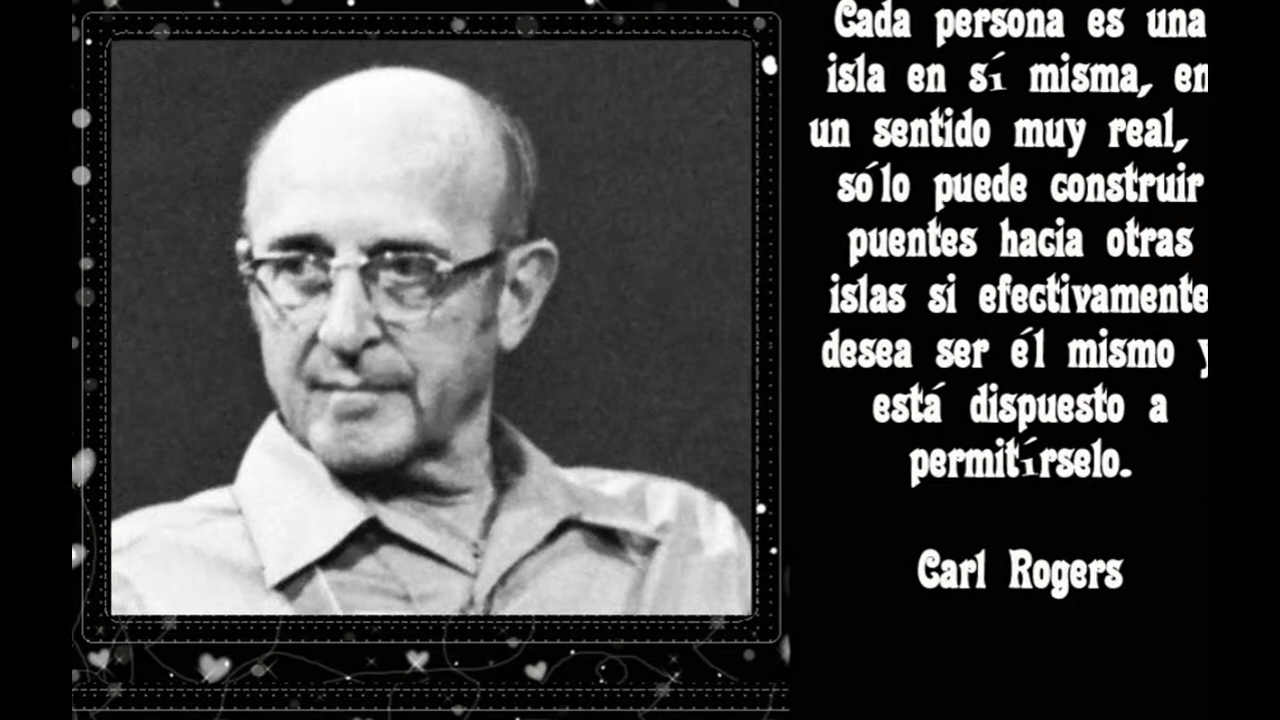 Cada persona es una
isla en sí misma, en
un sentido muy real,
sólo puede construir
puentes hacia otras
islas si efectivamente
desea ser él mismo y
está dispuesto a
permitírselo.
Carl Rogers